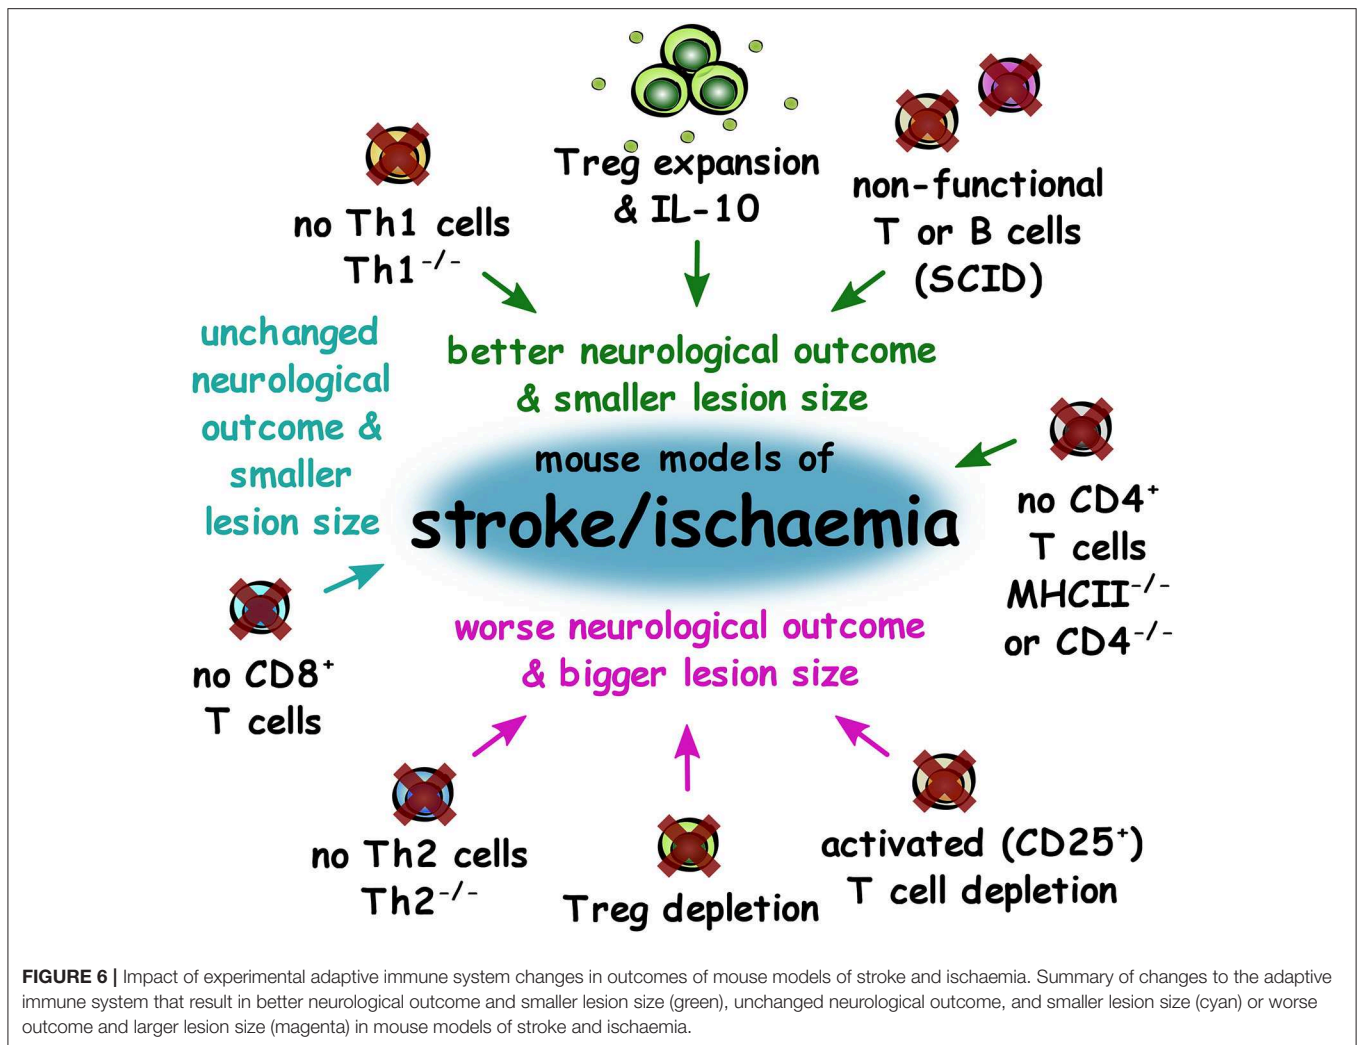 Treg expansion
& IL-10
non-functional
T or B cells
(SCID)
no Th1 cells
Th1⁻/⁻
unchanged
neurological
outcome &
smaller
lesion size
better neurological outcome
& smaller lesion size
mouse models of
stroke/ischaemia
no CD4⁺
T cells
MHCII⁻/⁻
or CD4⁻/⁻
no CD8⁺
T cells
worse neurological outcome
& bigger lesion size
no Th2 cells
Th2⁻/⁻
Treg depletion
activated (CD25⁺)
T cell depletion
FIGURE 6 | Impact of experimental adaptive immune system changes in outcomes of mouse models of stroke and ischaemia. Summary of changes to the adaptive
immune system that result in better neurological outcome and smaller lesion size (green), unchanged neurological outcome, and smaller lesion size (cyan) or worse
outcome and larger lesion size (magenta) in mouse models of stroke and ischaemia.